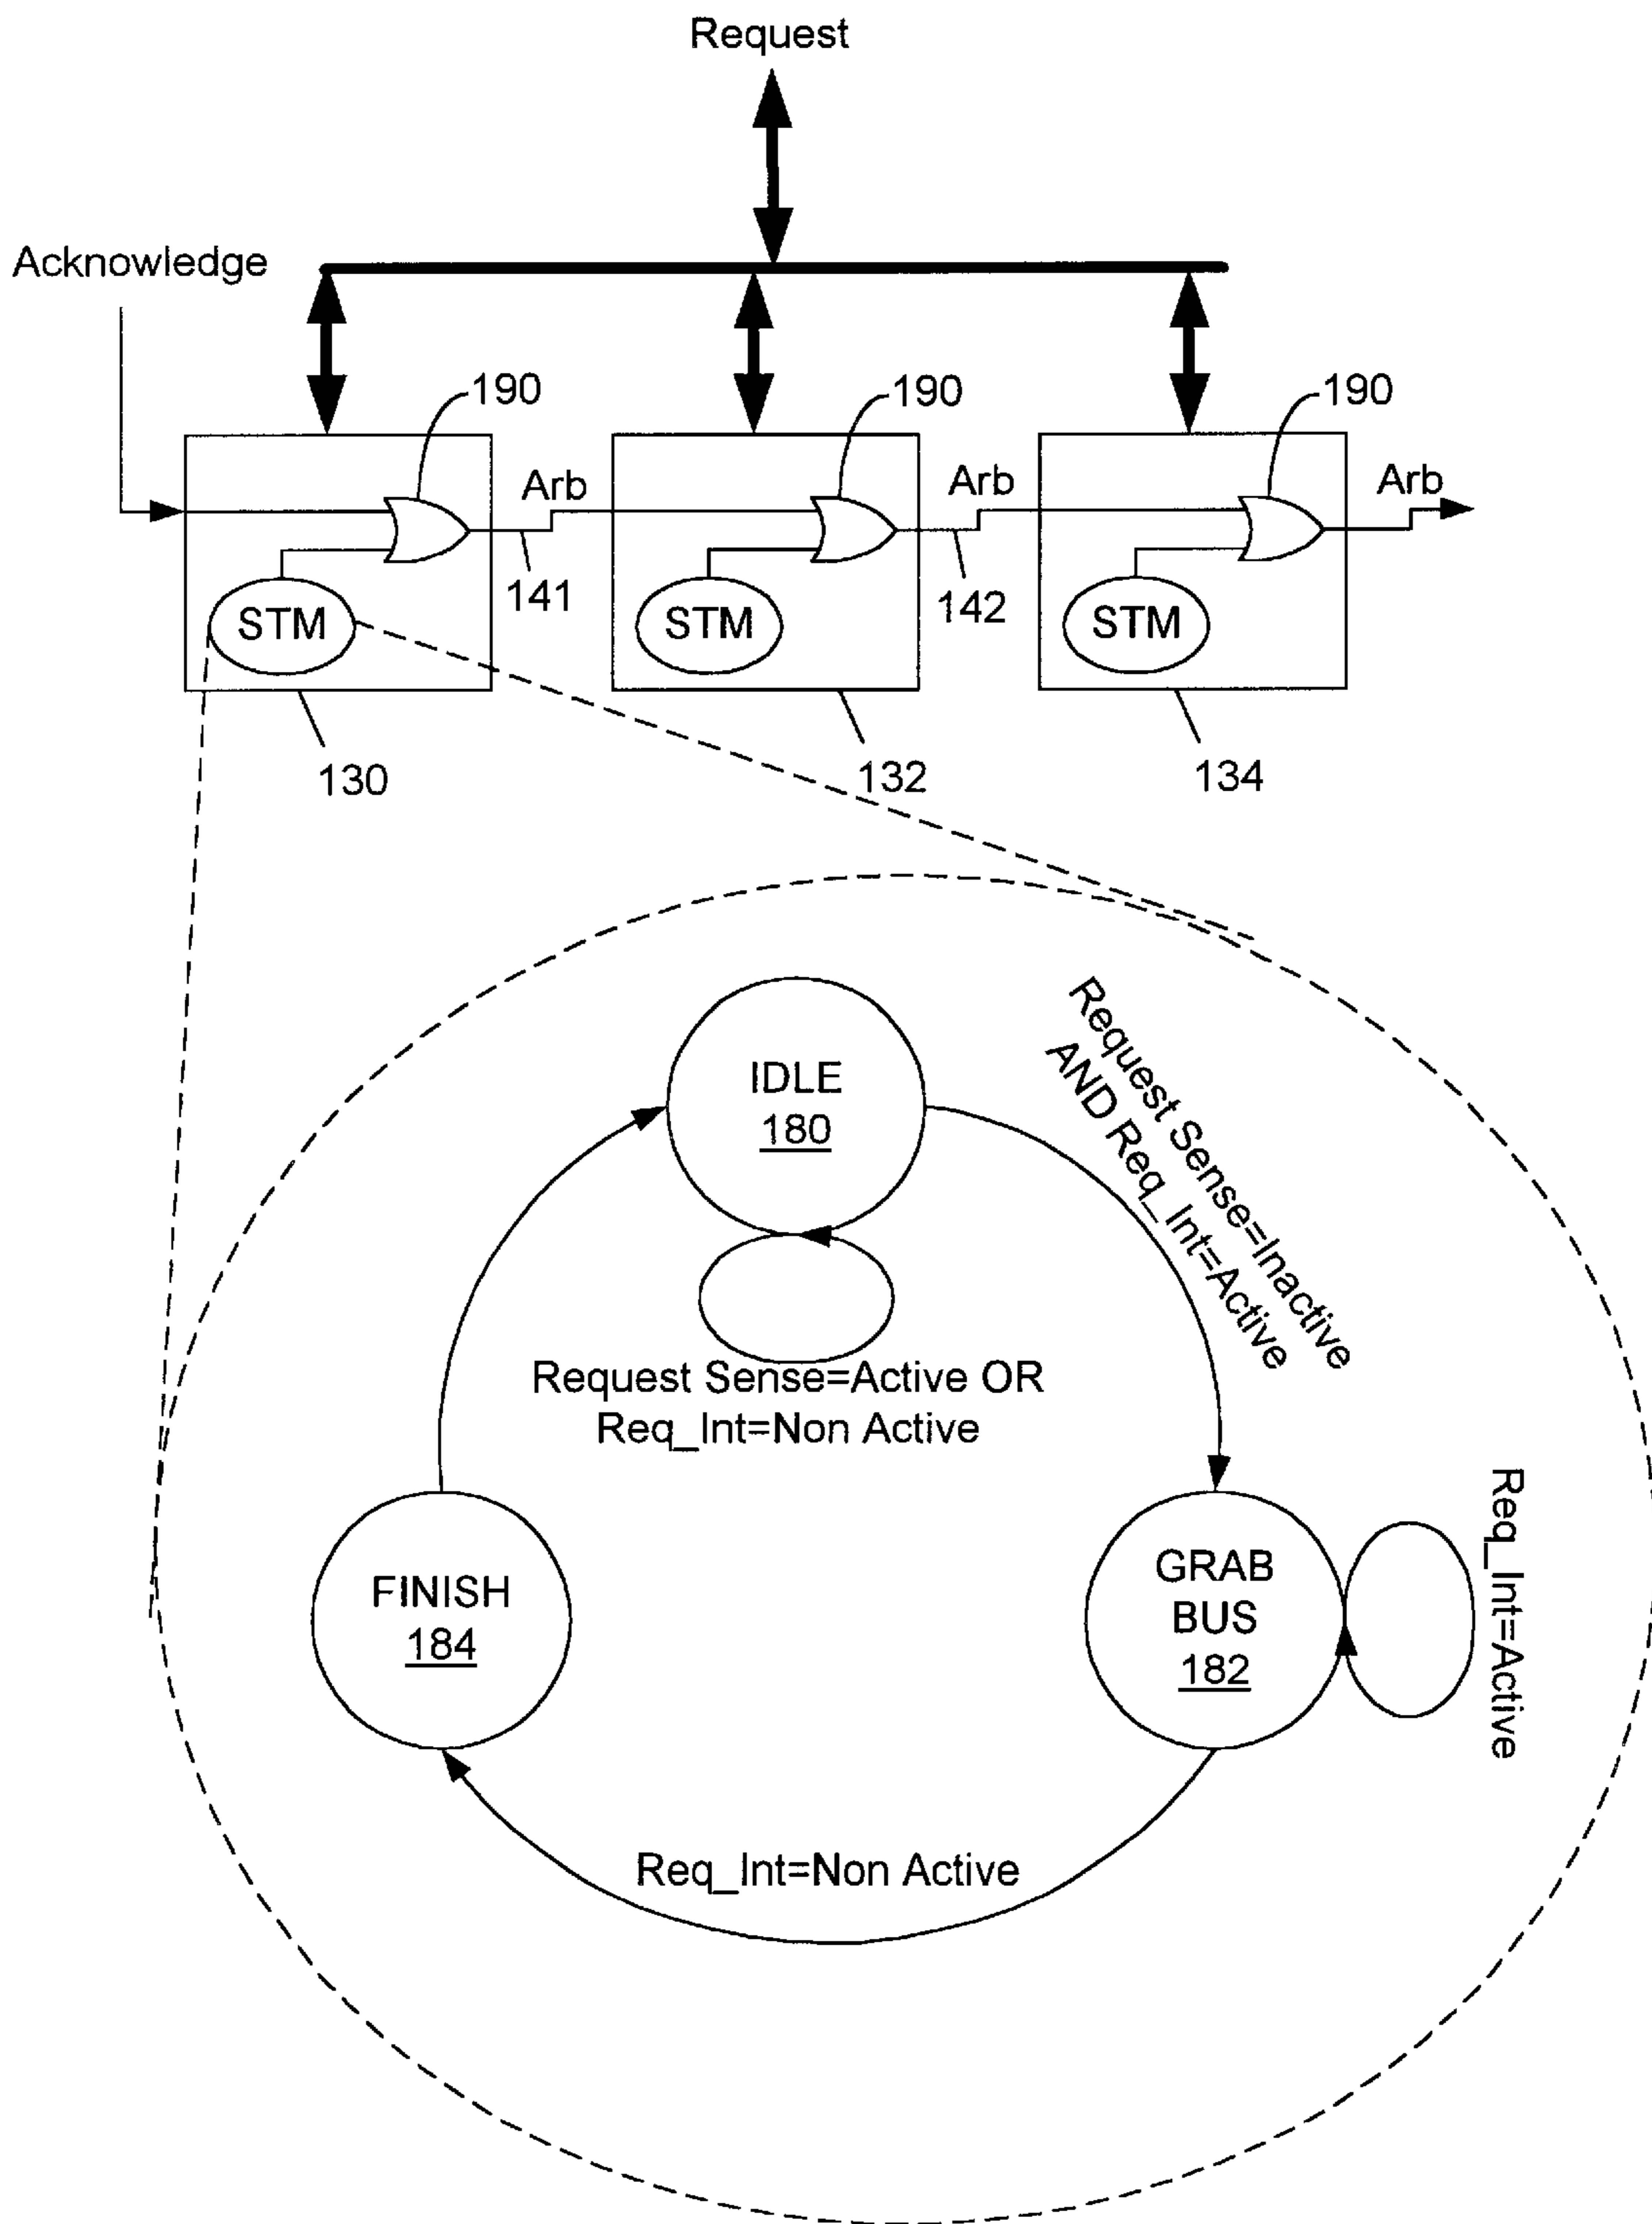 Request
Acknowledge
190
190
190
Arb
Arb
Arb
141
142
STM
STM
STM
130
132
134
IDLE
180
Request Sense=Inactive
AND Req_Int=Active
Request Sense=Active OR
Req_Int=Non Active
FINISH
184
GRAB
BUS
182
Req_Int=Active
Req_Int=Non Active